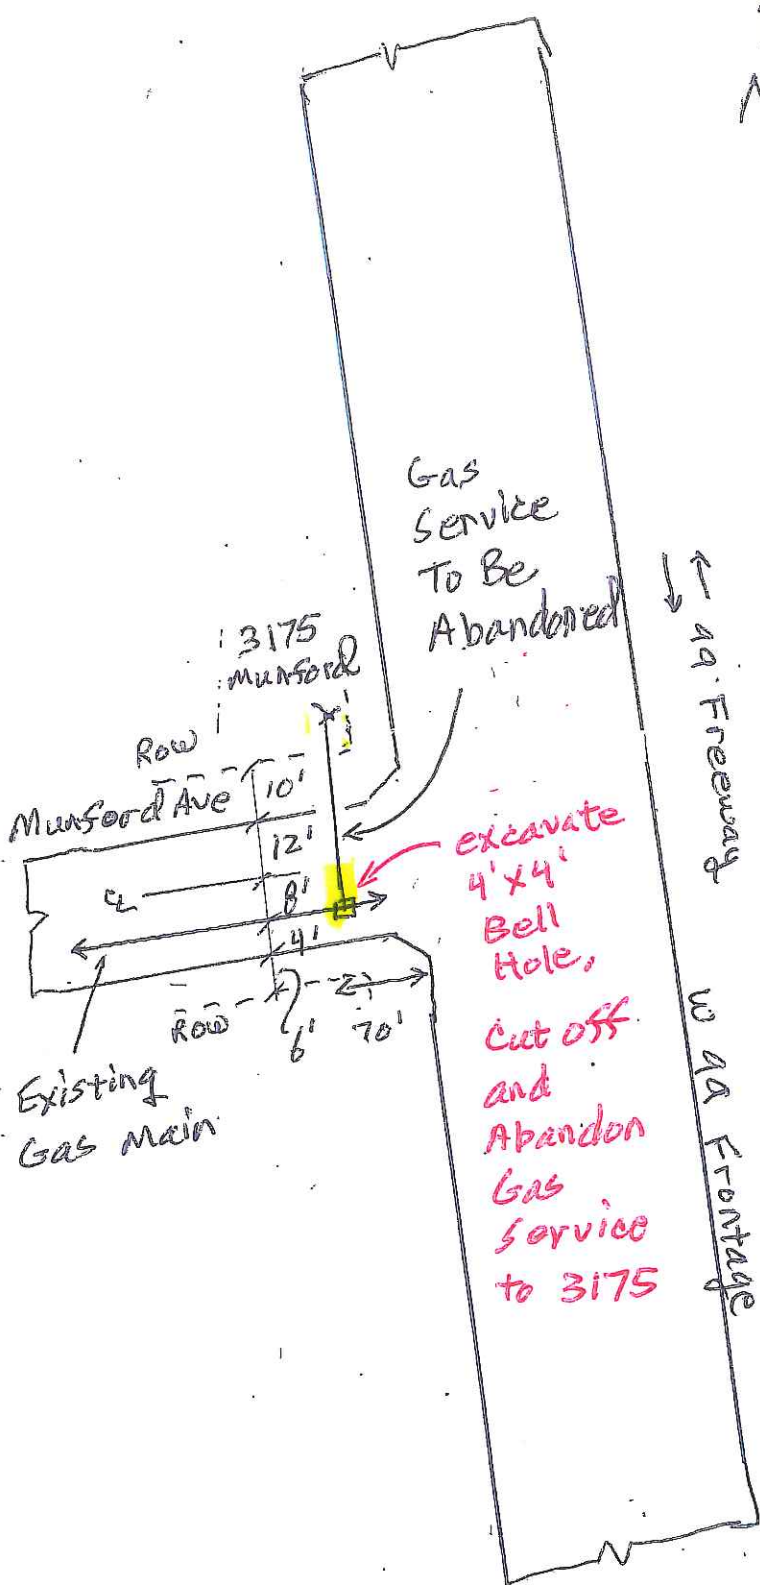 Gas
Service
To Be
Abandoned
3175
Munford
1'
Row
10'
Munford Ave
12'
℄
8'
4'
Row
6'
70'
Existing
Gas Main
excavate
4'x4'
Bell
Hole,
Cut off
and
Abandon
Gas
Service
to 3175
← 99 Freeway
→
W 99 Frontage